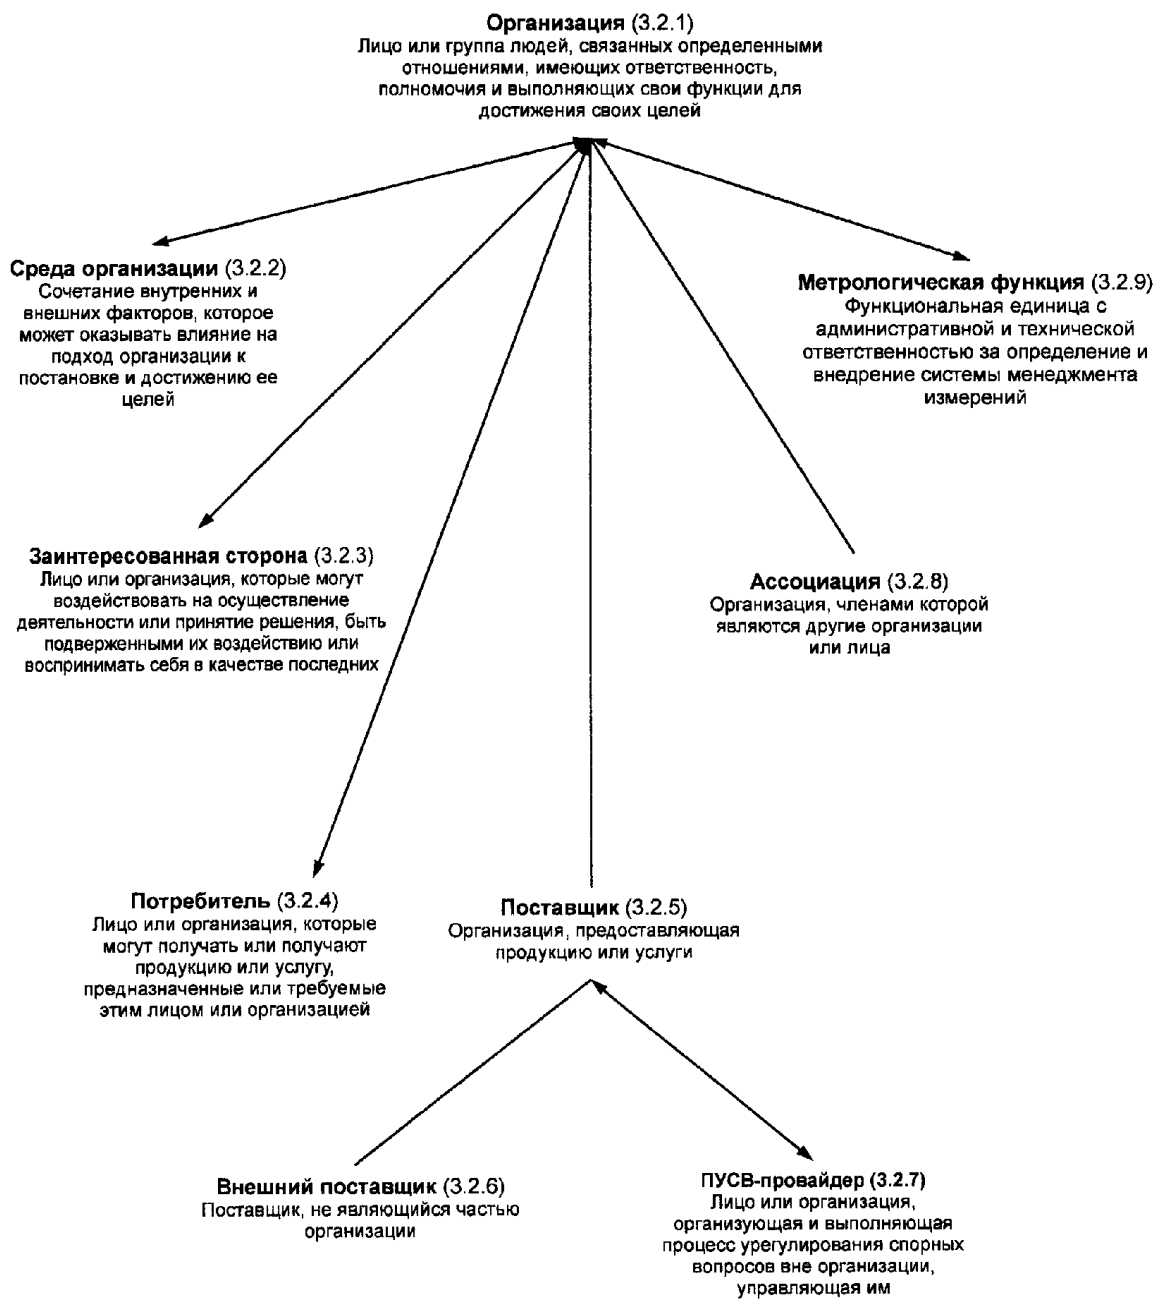 Организация (3.2.1)
Лицо или группа людей, связанных определенными
отношениями, имеющих ответственность,
полномочия и выполняющих свои функции для
достижения своих целей
Среда организации (3.2.2)
Сочетание внутренних и
внешних факторов, которое
может оказывать влияние на
подход организации к
постановке и достижению ее
целей
Метрологическая функция (3.2.9)
Функциональная единица с
административной и технической
ответственностью за определение и
внедрение системы менеджмента
измерений
Заинтересованная сторона (3.2.3)
Лицо или организация, которые могут
воздействовать на осуществление
деятельности или принятие решения, быть
подверженными их воздействию или
воспринимать себя в качестве последних
Ассоциация (3.2.8)
Организация, членами которой
являются другие организации
или лица
Потребитель (3.2.4)
Лицо или организация, которые
могут получать или получают
продукцию или услугу,
предназначенные или требуемые
этим лицом или организацией
Поставщик (3.2.5)
Организация, предоставляющая
продукцию или услуги
Внешний поставщик (3.2.6)
Поставщик, не являющийся частью
организации
ПУСВ-провайдер (3.2.7)
Лицо или организация,
организующая и выполняющая
процесс урегулирования спорных
вопросов вне организации,
управляющая им